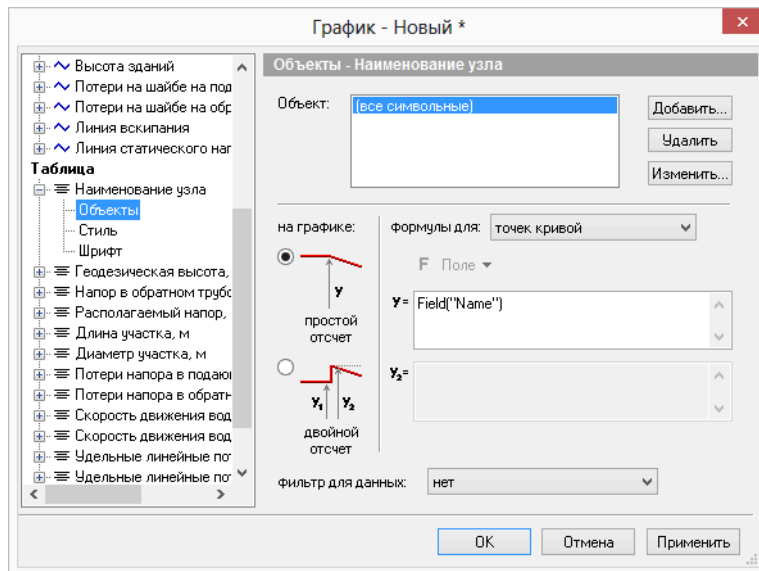 График - Новый *
Высота зданий
Потери на шайбе на под
Потери на шайбе на обр
Линия вскипания
Линия статического наг
Таблица
Наименование узла
Объекты
Стиль
Шрифт
Геодезическая высота,
Напор в обратном трубо
Располагаемый напор,
Длина участка, м
Диаметр участка, м
Потери напора в подаю
Потери напора в обратн
Скорость движения вод
Скорость движения вод
Удельные линейные по
Удельные линейные по
Объекты - Наименование узла
Объект:
(все символьные)
Добавить...
Удалить
Изменить...
на графике:
y
простой
отсчет
y₁ y₂
двойной
отсчет
формулы для:
точек кривой
F Поле
y= Field("Name")
y₂=
фильтр для данных:
нет
OK
Отмена
Применить